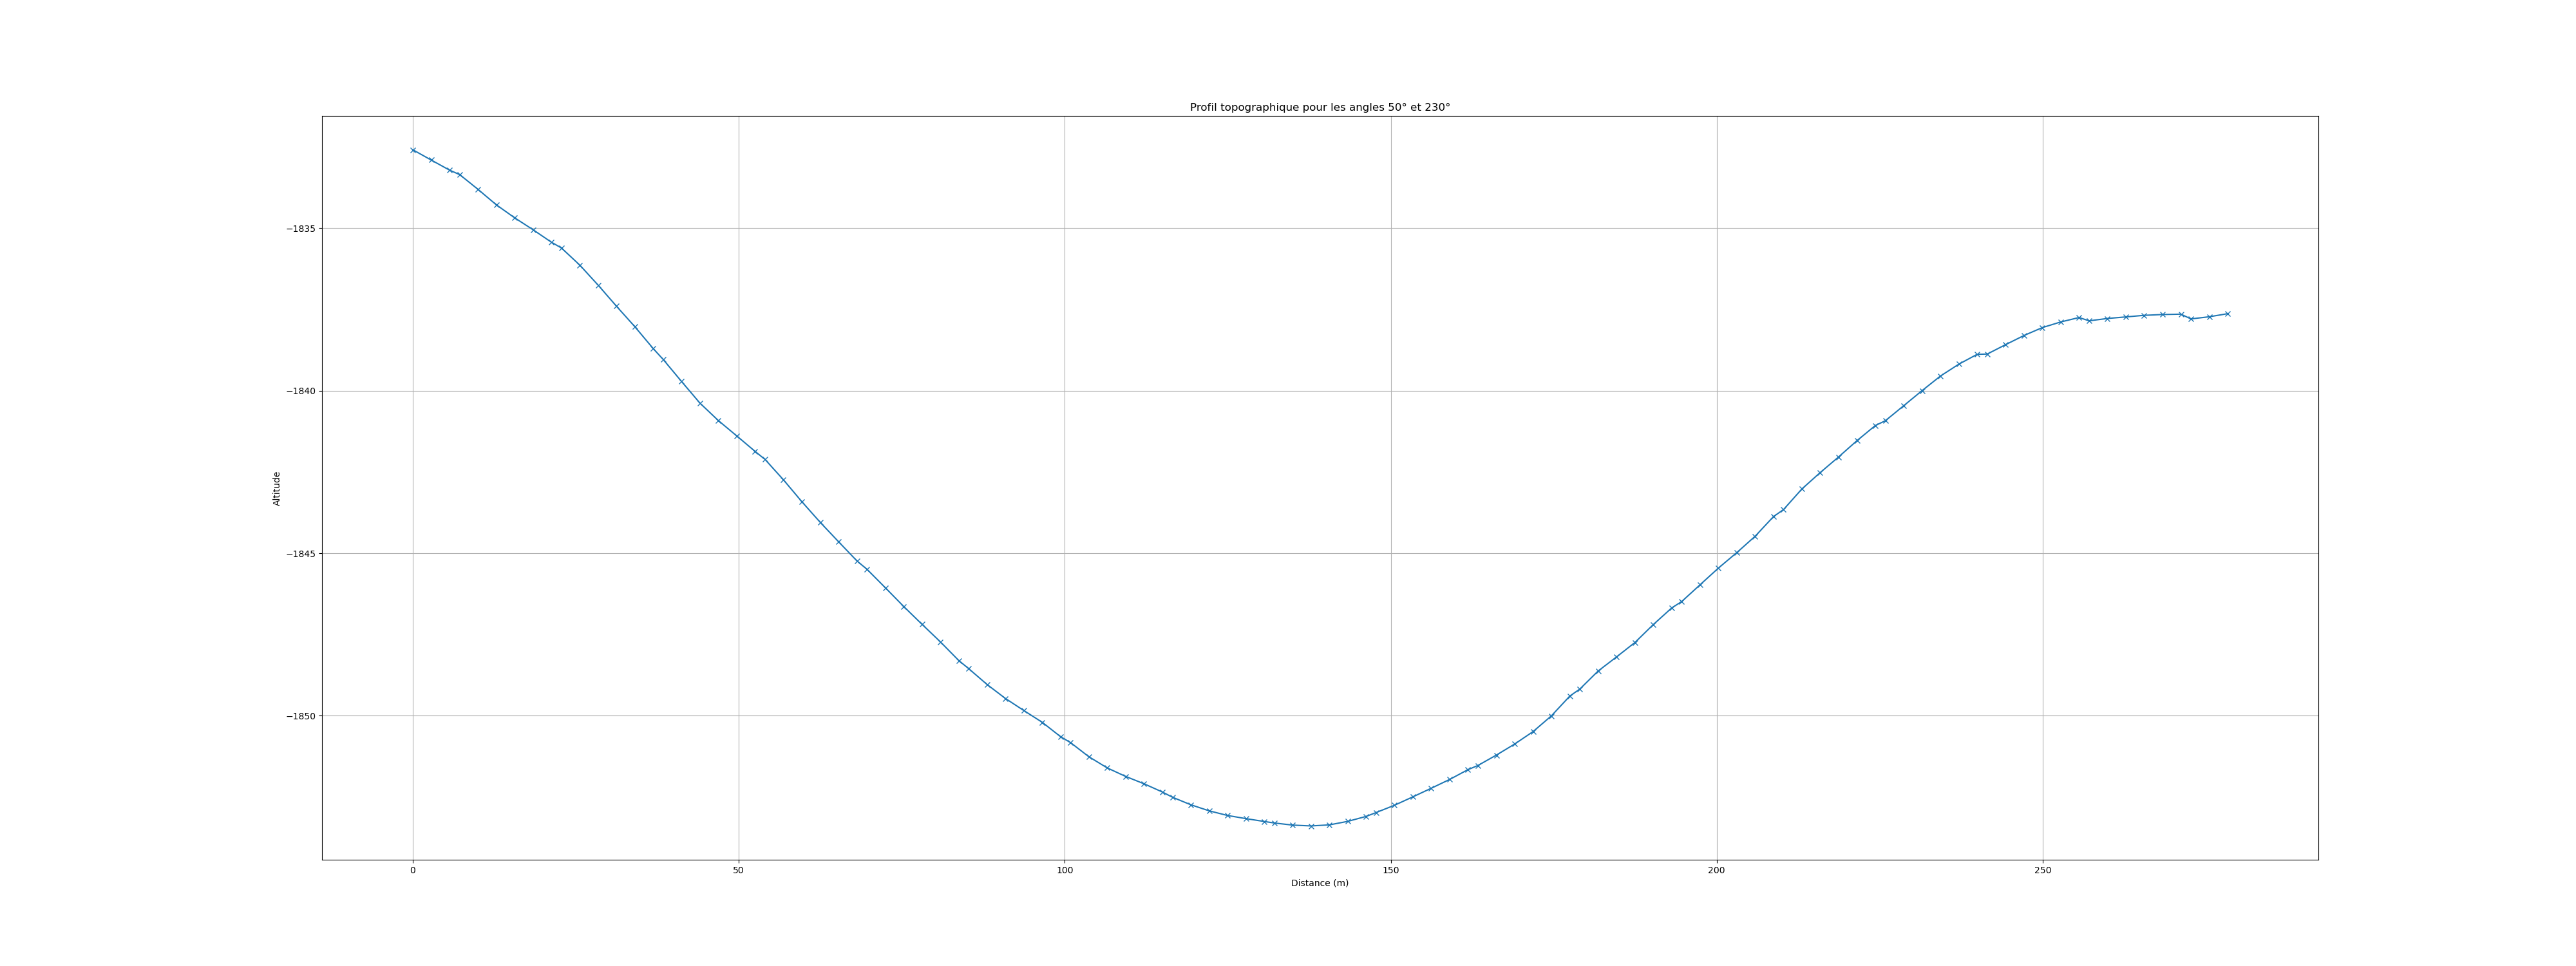 Profil topographique pour les angles 50° et 230°
−1835
−1840
−1845
−1850
Altitude
0 50 100 150 200 250
Distance (m)